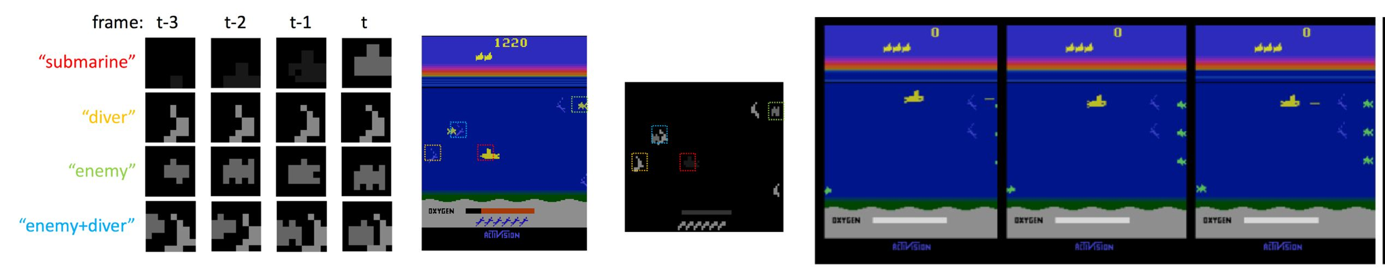 frame: t-3 t-2 t-1 t
“submarine”
“diver”
“enemy”
“enemy+diver”
1220
OXYGEN
ACTIVISION
0
OXYGEN
ACTIVISION
0
OXYGEN
ACTIVISION
0
OXYGEN
ACTIVISION